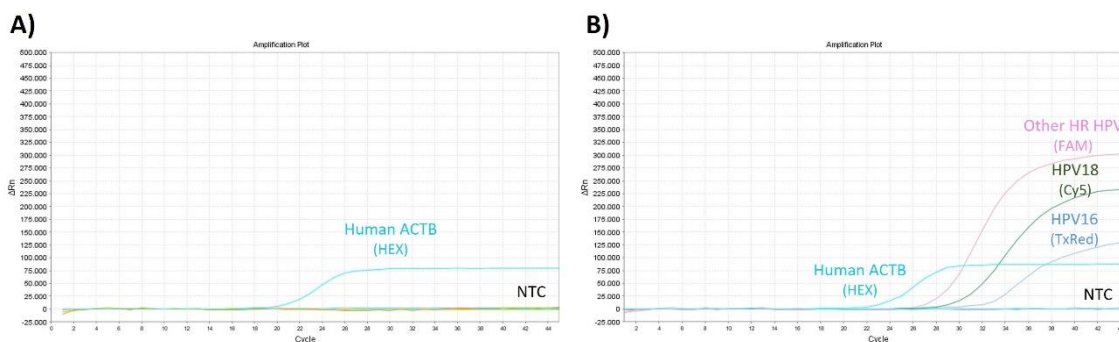 A)
Amplification Plot
500.000
475.000
450.000
425.000
400.000
375.000
350.000
325.000
300.000
275.000
250.000
225.000
200.000
175.000
150.000
125.000
100.000
75.000
50.000
25.000
0
-25.000
ΔRn
Human ACTB
(HEX)
NTC
0 2 4 6 8 10 12 14 16 18 20 22 24 26 28 30 32 34 36 38 40 42 44
Cycle
B)
Amplification Plot
500.000
475.000
450.000
425.000
400.000
375.000
350.000
325.000
300.000
275.000
250.000
225.000
200.000
175.000
150.000
125.000
100.000
75.000
50.000
25.000
0
-25.000
ΔRn
Other HR HPV
(FAM)
HPV18
(Cy5)
HPV16
(TxRed)
Human ACTB
(HEX)
NTC
2 4 6 8 10 12 14 16 18 20 22 24 26 28 30 32 34 36 38 40 42 44
Cycle